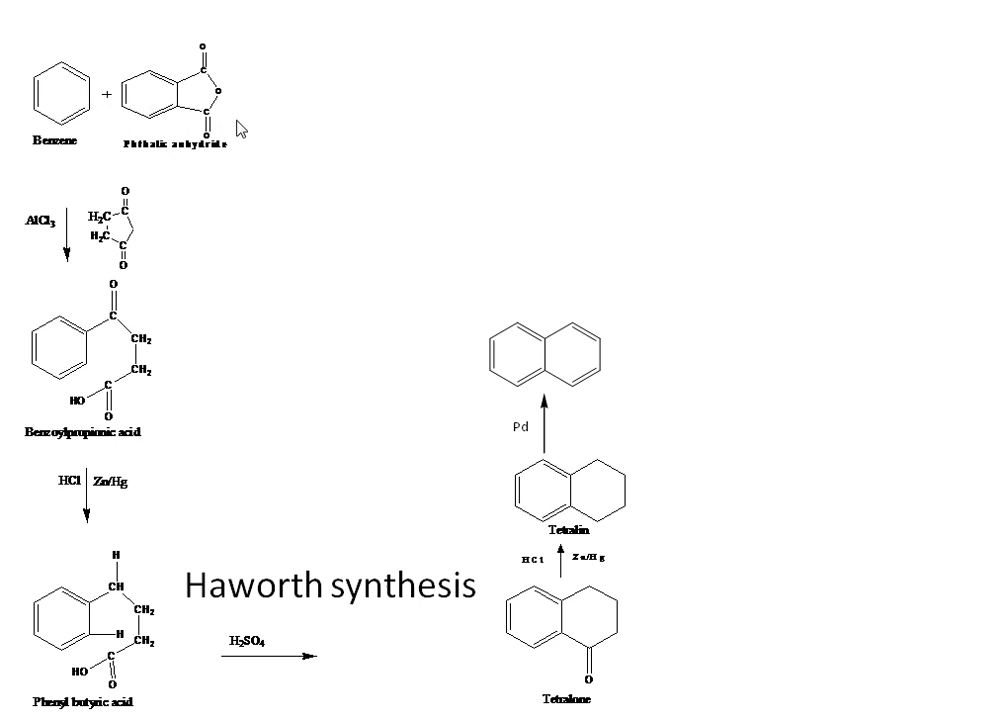 O
C
O
C
O
+
Benzene
Phthalic anhydride
O
H₂C
C
AlCl₃
H₂C
C
O
O
C
CH₂
CH₂
C
HO
O
Benzoylpropionic acid
Pd
HCl Zn/Hg
Tetralin
HCl Zn/Hg
H
CH
Haworth synthesis
CH₂
H
CH₂
H₂SO₄
C
HO
O
O
Phenyl butyric acid
Tetralone